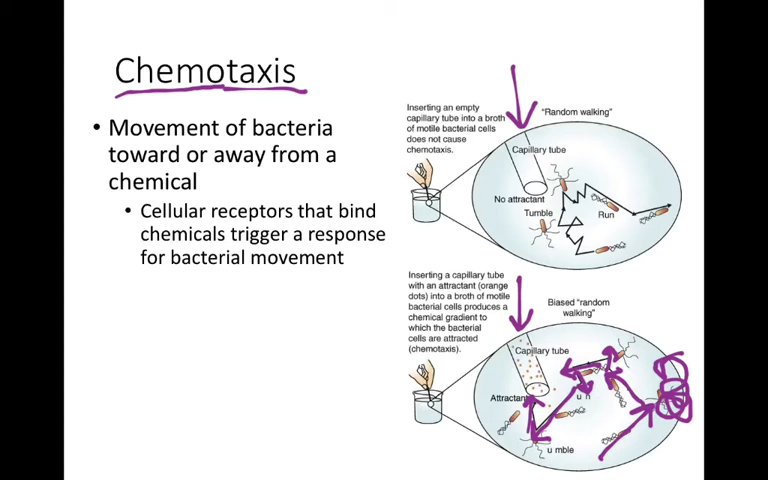 Chemotaxis
• Movement of bacteria
toward or away from a
chemical
• Cellular receptors that bind
chemicals trigger a response
for bacterial movement
Inserting an empty
capillary tube into a broth
of motile bacterial cells
does not cause
chemotaxis.
"Random walking"
Capillary tube
No attractant
Tumble
Run
Inserting a capillary tube
with an attractant (orange
dots) into a broth of motile
bacterial cells produces a
chemical gradient to
which the bacterial
cells are attracted
(chemotaxis).
Biased "random
walking"
Capillary tube
Attractant
u n
u mble